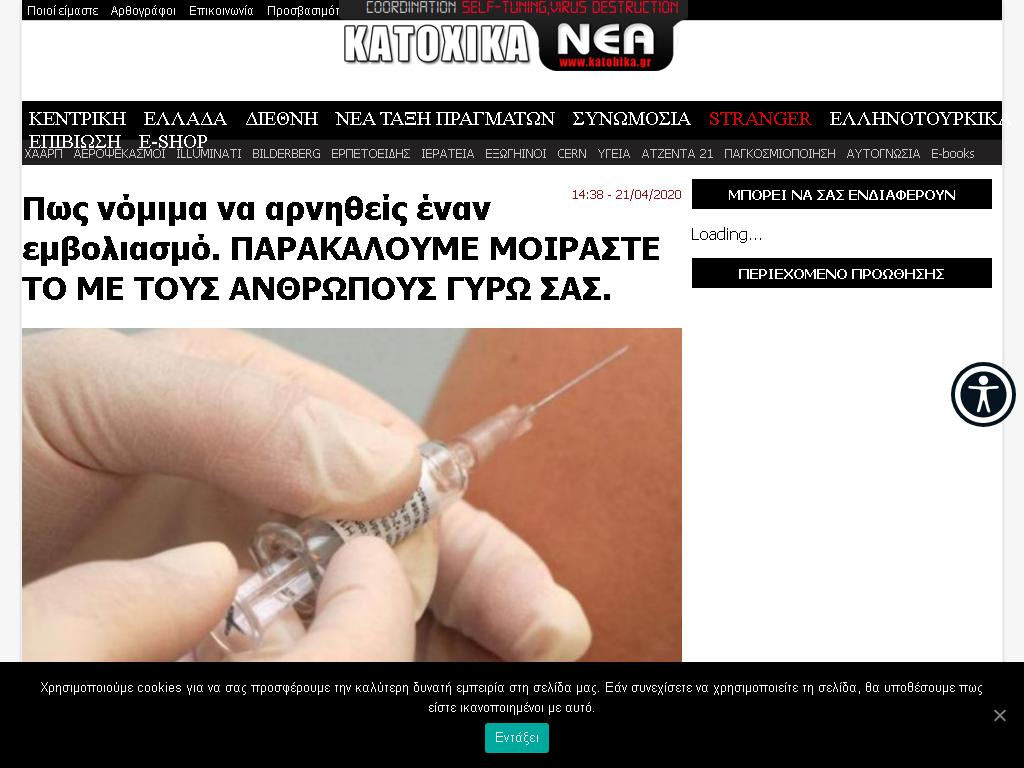 Ποιοί είμαστε Αρθογράφοι Επικοινωνία Προσβασιμότ
COORDINATION SELF-TUNING,VIRUS DESTRUCTION
ΚΑΤΟΧΙΚΑ ΝΕΑ
www.katohika.gr
ΚΕΝΤΡΙΚΗ ΕΛΛΑΔΑ ΔΙΕΘΝΗ ΝΕΑ ΤΑΞΗ ΠΡΑΓΜΑΤΩΝ ΣΥΝΩΜΟΣΙΑ STRANGER ΕΛΛΗΝΟΤΟΥΡΚΙΚΑ
ΕΠΙΒΙΩΣΗ E-SHOP
ΧΑΑΡΠ ΑΕΡΟΨΕΚΑΣΜΟΙ ILLUMINATI BILDERBERG ΕΡΠΕΤΟΕΙΔΗΣ ΙΕΡΑΤΕΙΑ ΕΞΩΓΗΙΝΟΙ CERN ΥΓΕΙΑ ΑΤΖΕΝΤΑ 21 ΠΑΓΚΟΣΜΙΟΠΟΙΗΣΗ ΑΥΤΟΓΝΩΣΙΑ E-books
14:38 - 21/04/2020
Πως νόμιμα να αρνηθείς έναν
εμβολιασμό. ΠΑΡΑΚΑΛΟΥΜΕ ΜΟΙΡΑΣΤΕ
ΤΟ ΜΕ ΤΟΥΣ ΑΝΘΡΩΠΟΥΣ ΓΥΡΩ ΣΑΣ.
ΜΠΟΡΕΙ ΝΑ ΣΑΣ ΕΝΔΙΑΦΕΡΟΥΝ
Loading...
ΠΕΡΙΕΧΟΜΕΝΟ ΠΡΟΩΘΗΣΗΣ
Χρησιμοποιούμε cookies για να σας προσφέρουμε την καλύτερη δυνατή εμπειρία στη σελίδα μας. Εάν συνεχίσετε να χρησιμοποιείτε τη σελίδα, θα υποθέσουμε πως
είστε ικανοποιημένοι με αυτό.
Εντάξει